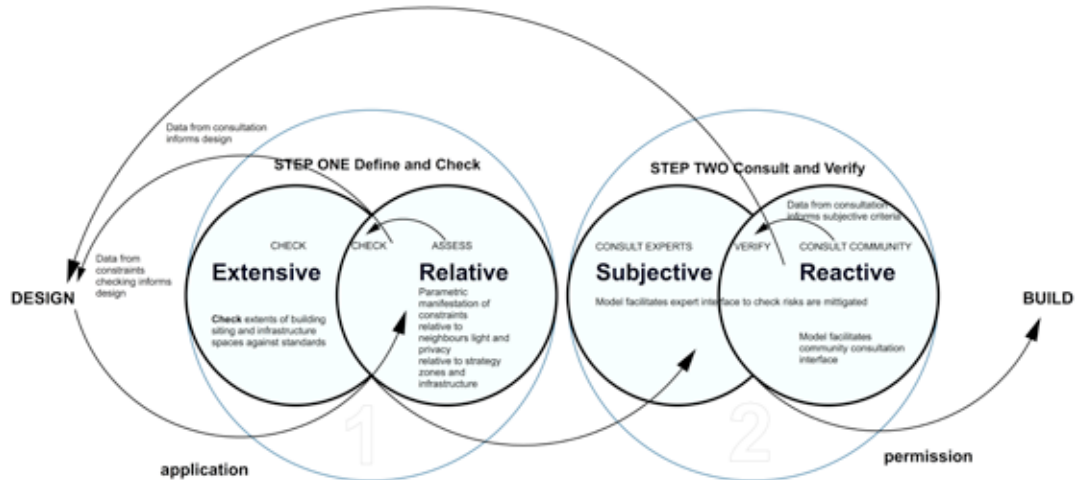 Data from consultation
informs design
STEP ONE Define and Check
STEP TWO Consult and Verify
Data from consultation
informs subjective criteria
CHECK
CHECK
ASSESS
CONSULT EXPERTS
VERIFY
CONSULT COMMUNITY
Extensive
Relative
Subjective
Reactive
Data from
constraints
checking informs
design
DESIGN
Check extents of building
siting and infrastructure
spaces against standards
Parametric
manifestation of
constraints
relative to
neighbours light and
privacy
relative to strategy
zones and
infrastructure
Model facilitates expert interface to check risks are mittigated
Model facilitates
community consultation
interface
BUILD
1
2
application
permission